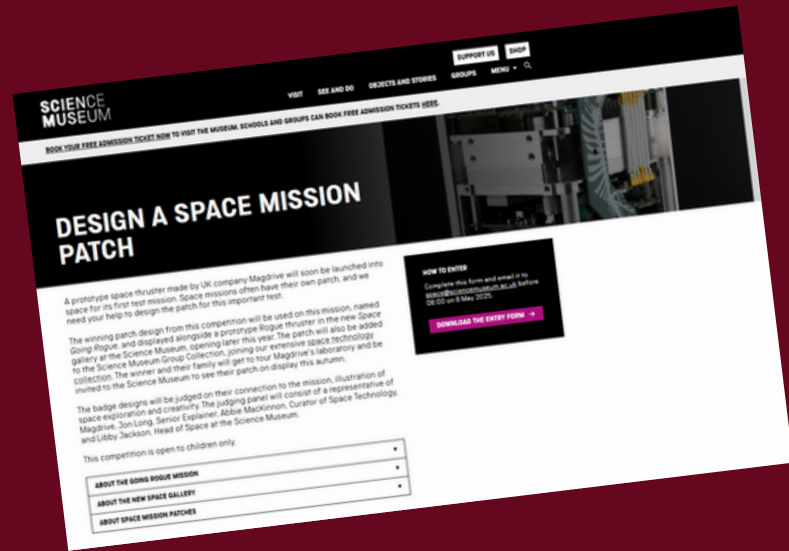 SUPPORT US
SHOP
SCIENCE
MUSEUM
VISIT
SEE AND DO
OBJECTS AND STORIES
GROUPS
MENU
BOOK YOUR FREE ADMISSION TICKET NOW TO VISIT THE MUSEUM. SCHOOLS AND GROUPS CAN BOOK FREE ADMISSION TICKETS HERE.
DESIGN A SPACE MISSION
PATCH
A prototype space thruster made by UK company Magdrive will soon be launched into
space for its first test mission. Space missions often have their own patch, and we
need your help to design the patch for this important test.
The winning patch design from this competition will be used on this mission, named
Going Rogue, and displayed alongside a prototype Rogue thruster in the new Space
gallery at the Science Museum, opening later this year. The patch will also be added
to the Science Museum Group Collection, joining our extensive space technology
collection. The winner and their family will get to tour Magdrive's laboratory and be
invited to the Science Museum to see their patch on display this autumn.
The badge designs will be judged on their connection to the mission, illustration of
space exploration and creativity. The judging panel will consist of a representative of
Magdrive, Jon Long, Senior Explainer, Abbie MacKinnon, Curator of Space Technology,
and Libby Jackson, Head of Space at the Science Museum.
This competition is open to children only.
ABOUT THE GOING ROGUE MISSION
ABOUT THE NEW SPACE GALLERY
ABOUT SPACE MISSION PATCHES
HOW TO ENTER
Complete this form and email it to
space@sciencemuseum.ac.uk before
08:00 on 6 May 2025.
DOWNLOAD THE ENTRY FORM →